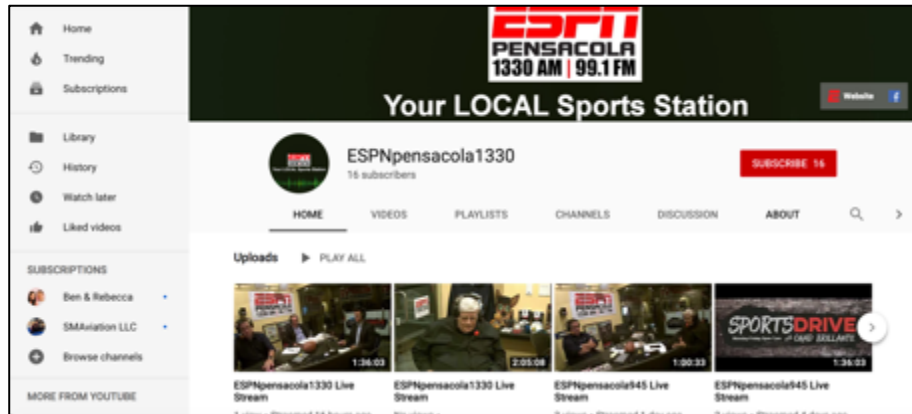 Home
Trending
Subscriptions
Library
History
Watch later
Liked videos
SUBSCRIPTIONS
Ben & Rebecca
SMAviation LLC
Browse channels
MORE FROM YOUTUBE
ESPN
PENSACOLA
1330 AM | 99.1 FM
Your LOCAL Sports Station
Website
ESPNpensacola1330
16 subscribers
SUBSCRIBE 16
HOME VIDEOS PLAYLISTS CHANNELS DISCUSSION ABOUT
Uploads PLAY ALL
1:36:03
2:05:08
1:00:33
SPORTSDRIVE
CHAD BRILLANTE
1:36:03
ESPNpensacola1330 Live
Stream
ESPNpensacola1330 Live
Stream
ESPNpensacola945 Live
Stream
ESPNpensacola945 Live
Stream